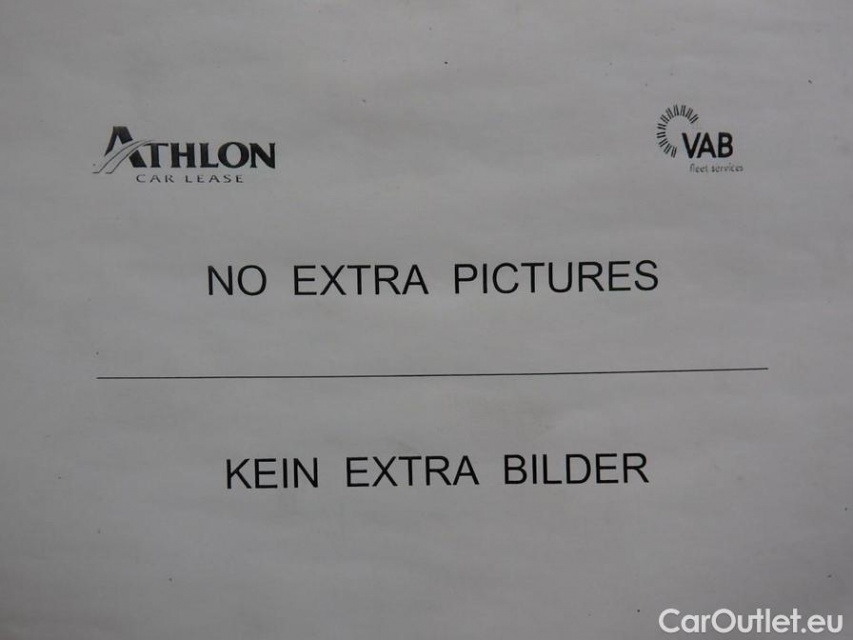 ATHLON
CAR LEASE
VAB
fleet services
NO EXTRA PICTURES
KEIN EXTRA BILDER
CarOutlet.eu